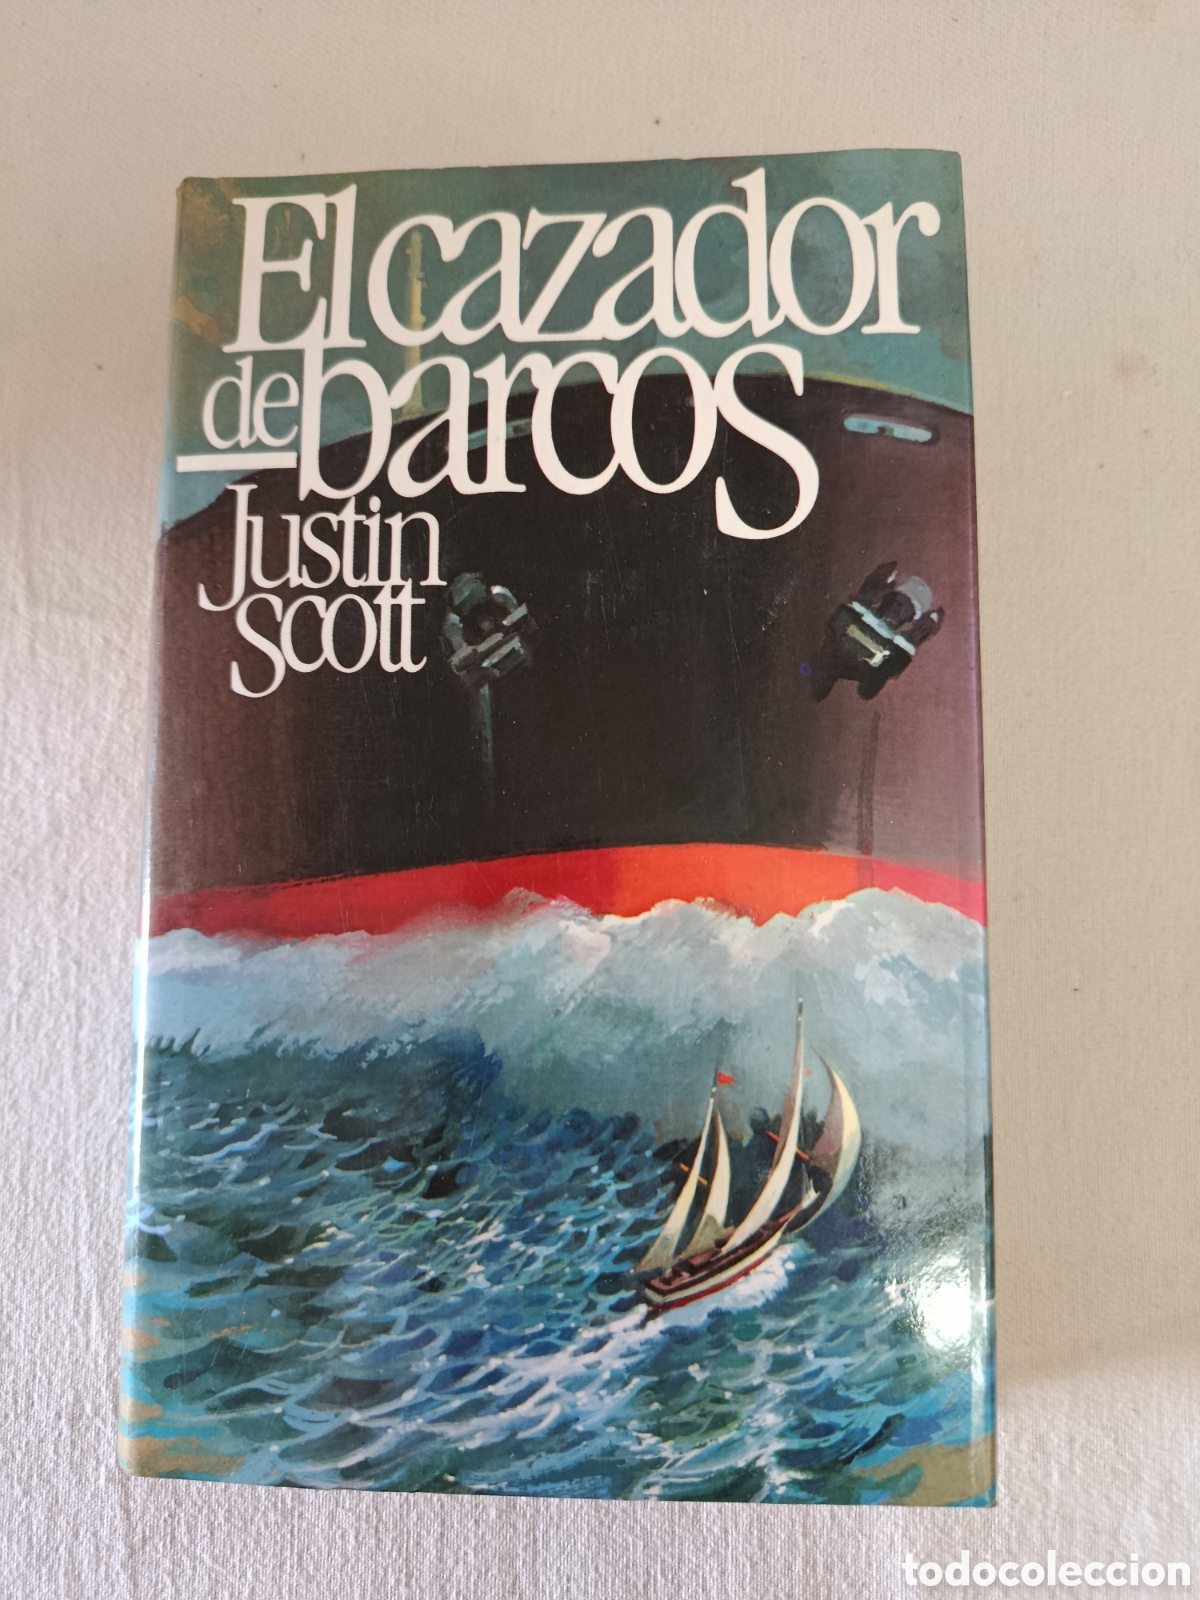 El cazador
de barcos
Justin
Scott
todocoleccion